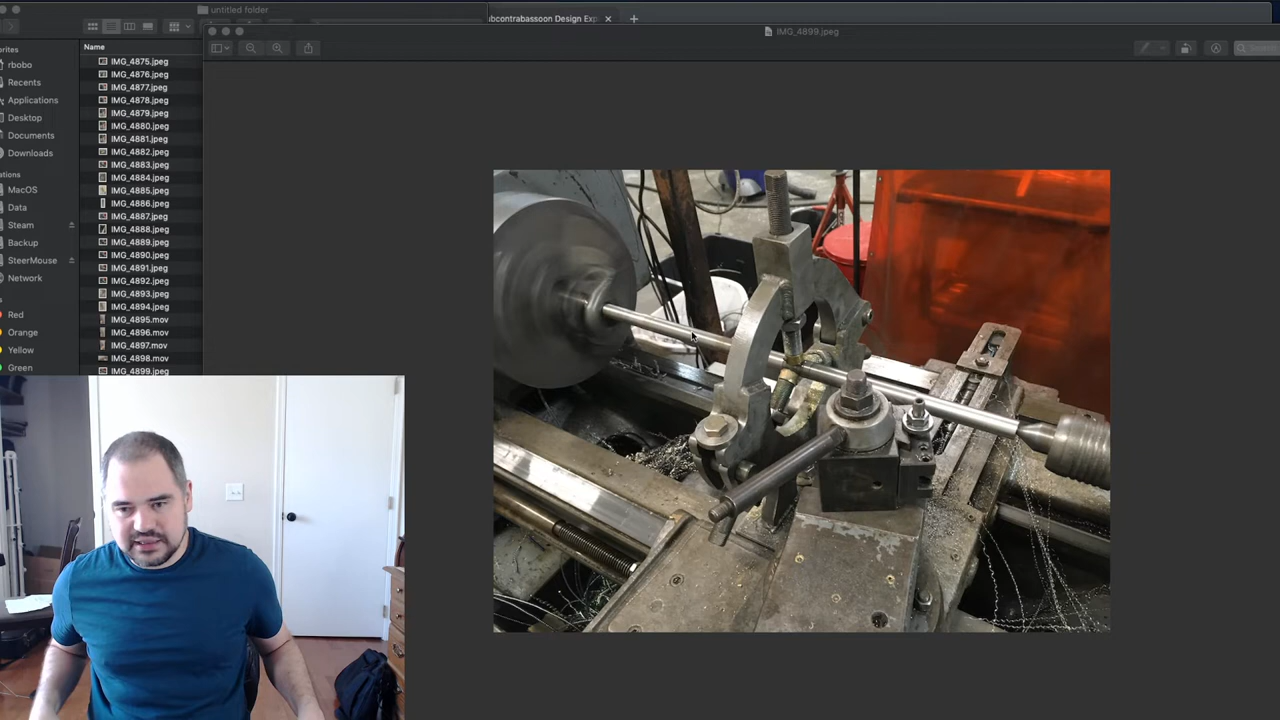 untitled folder
bcontrabassoon Design Exp
IMG_4899.jpeg
Name
rites
rbobo
Recents
Applications
Desktop
Documents
Downloads
ations
MacOS
Data
Steam
Backup
SteerMouse
Network
Red
Orange
Yellow
Green
IMG_4875.jpeg
IMG_4876.jpeg
IMG_4877.jpeg
IMG_4878.jpeg
IMG_4879.jpeg
IMG_4880.jpeg
IMG_4881.jpeg
IMG_4882.jpeg
IMG_4883.jpeg
IMG_4884.jpeg
IMG_4885.jpeg
IMG_4886.jpeg
IMG_4887.jpeg
IMG_4888.jpeg
IMG_4889.jpeg
IMG_4890.jpeg
IMG_4891.jpeg
IMG_4892.jpeg
IMG_4893.jpeg
IMG_4894.jpeg
IMG_4895.mov
IMG_4896.mov
IMG_4897.mov
IMG_4898.mov
IMG_4899.jpeg